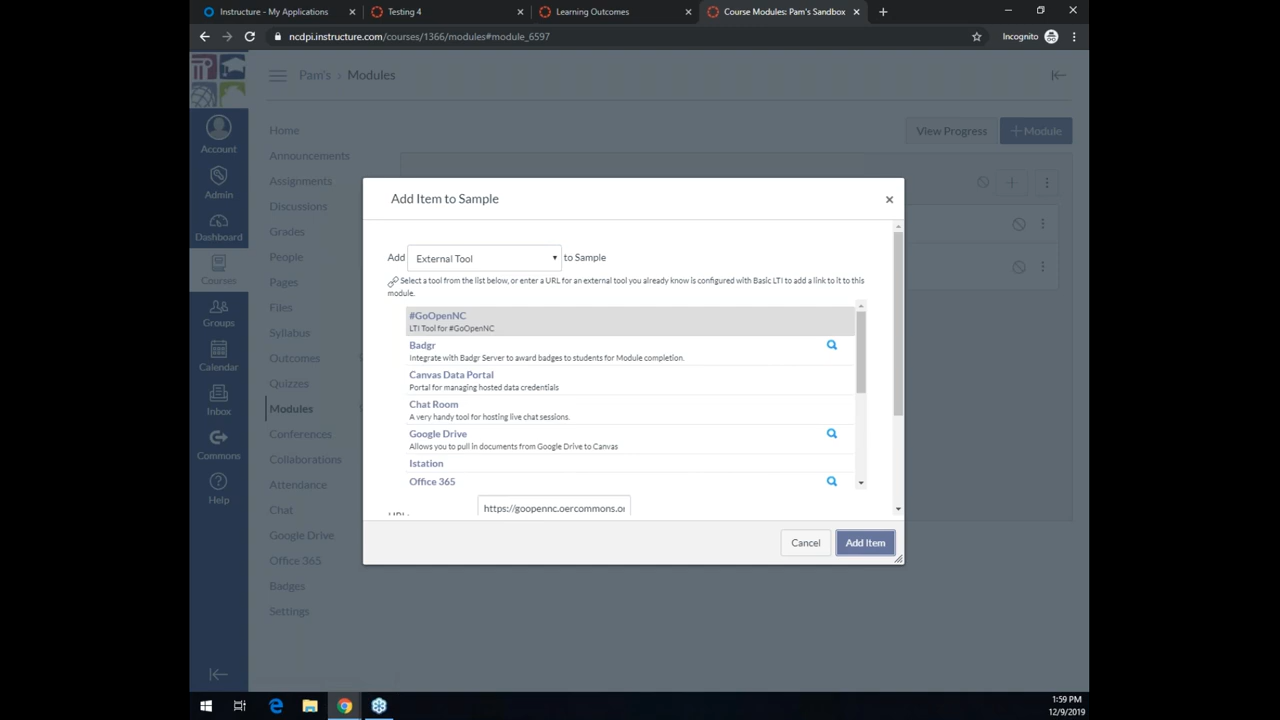 Instructure - My Applications
Testing 4
Learning Outcomes
Course Modules: Pam's Sandbox
ncdpi.instructure.com/courses/1366/modules#module_6597
Incognito
Pam's › Modules
Account
Admin
Dashboard
Courses
Groups
Calendar
Inbox
Commons
Help
Home
Announcements
Assignments
Discussions
Grades
People
Pages
Files
Syllabus
Outcomes
Quizzes
Modules
Conferences
Collaborations
Attendance
Chat
Google Drive
Office 365
Badges
Settings
View Progress
+ Module
Add Item to Sample
Add External Tool to Sample
Select a tool from the list below, or enter a URL for an external tool you already know is configured with Basic LTI to add a link to it to this
module.
#GoOpenNC
LTI Tool for #GoOpenNC
Badgr
Integrate with Badgr Server to award badges to students for Module completion.
Canvas Data Portal
Portal for managing hosted data credentials
Chat Room
A very handy tool for hosting live chat sessions.
Google Drive
Allows you to pull in documents from Google Drive to Canvas
Istation
Office 365
URL: https://goopennc.oercommons.or
Cancel
Add Item
1:59 PM
12/9/2019